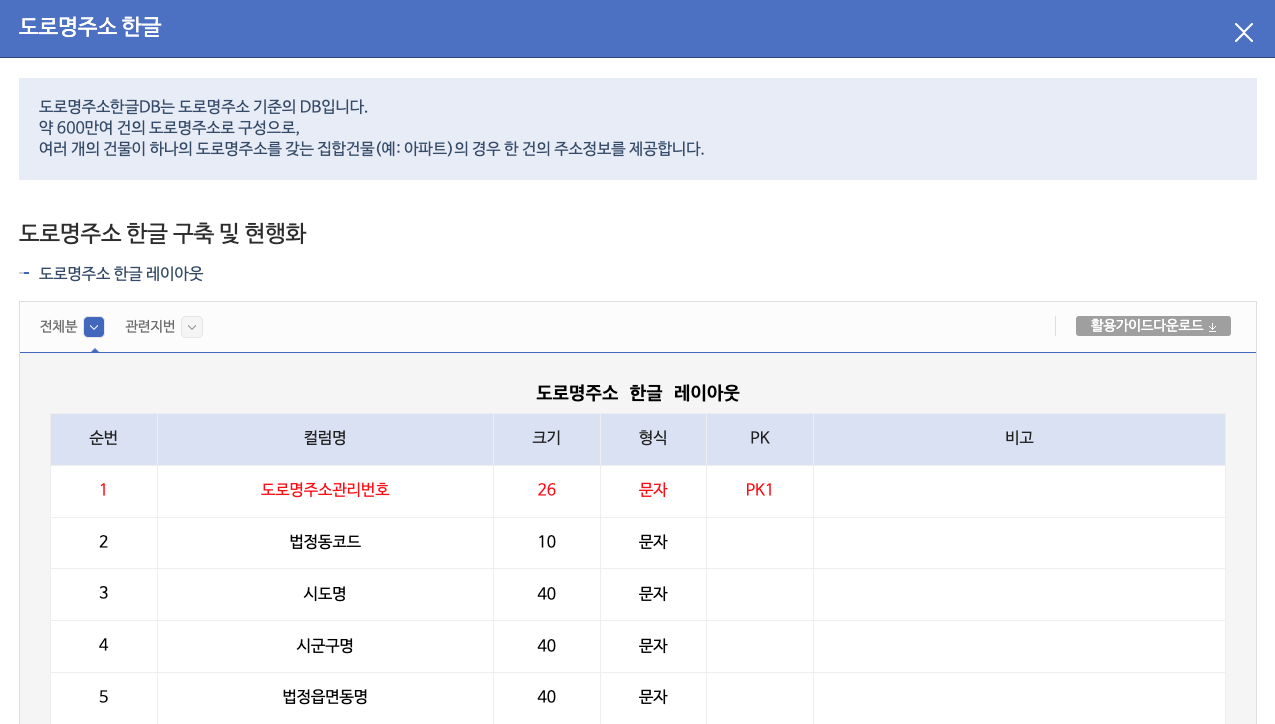 도로명주소 한글
도로명주소한글DB는 도로명주소 기준의 DB입니다.
약 600만여 건의 도로명주소로 구성으로,
여러 개의 건물이 하나의 도로명주소를 갖는 집합건물(예: 아파트)의 경우 한 건의 주소정보를 제공합니다.
도로명주소 한글 구축 및 현행화
도로명주소 한글 레이아웃
전체분 관련지번 활용가이드다운로드
도로명주소 한글 레이아웃
순번 컬럼명 크기 형식 PK 비고
1 도로명주소관리번호 26 문자 PK1
2 법정동코드 10 문자
3 시도명 40 문자
4 시군구명 40 문자
5 법정읍면동명 40 문자